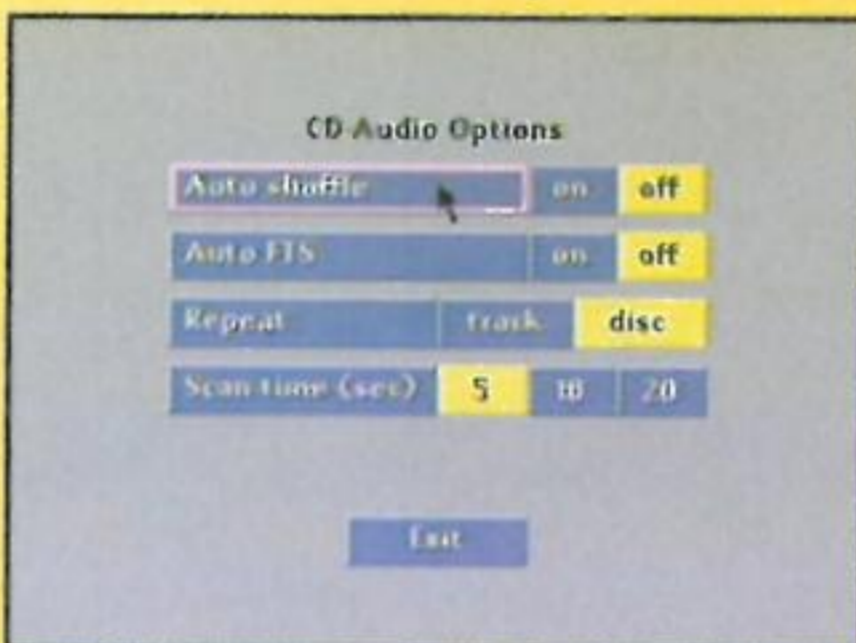 CD Audio Options
Auto shuffle on off
Auto FTS on off
Repeat track disc
Scan time (sec) 5 10 20
Exit